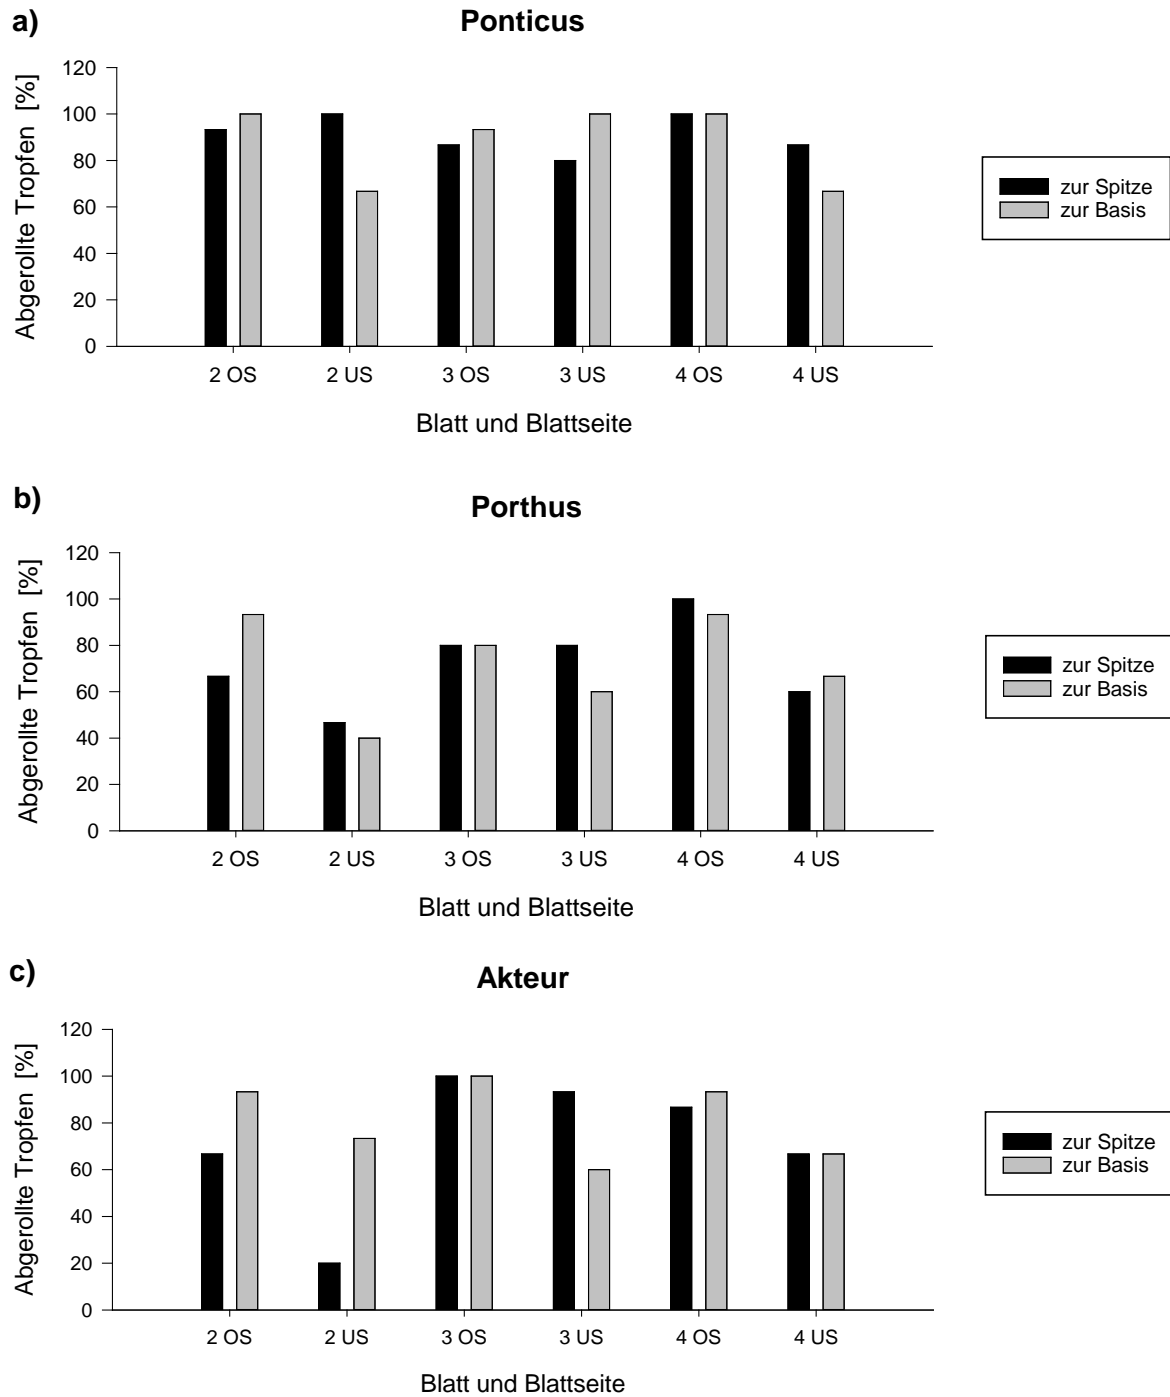 a)
Ponticus
Abgerollte Tropfen [%]
120
100
80
60
40
20
0
2 OS 2 US 3 OS 3 US 4 OS 4 US
Blatt und Blattseite
zur Spitze
zur Basis
b)
Porthus
Abgerollte Tropfen [%]
120
100
80
60
40
20
0
2 OS 2 US 3 OS 3 US 4 OS 4 US
Blatt und Blattseite
zur Spitze
zur Basis
c)
Akteur
Abgerollte Tropfen [%]
120
100
80
60
40
20
0
2 OS 2 US 3 OS 3 US 4 OS 4 US
Blatt und Blattseite
zur Spitze
zur Basis